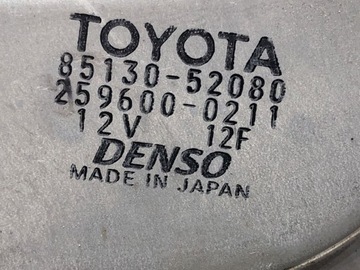 TOYOTA
85130-52080
259600-0211
12V 12F
DENSO
MADE IN JAPAN